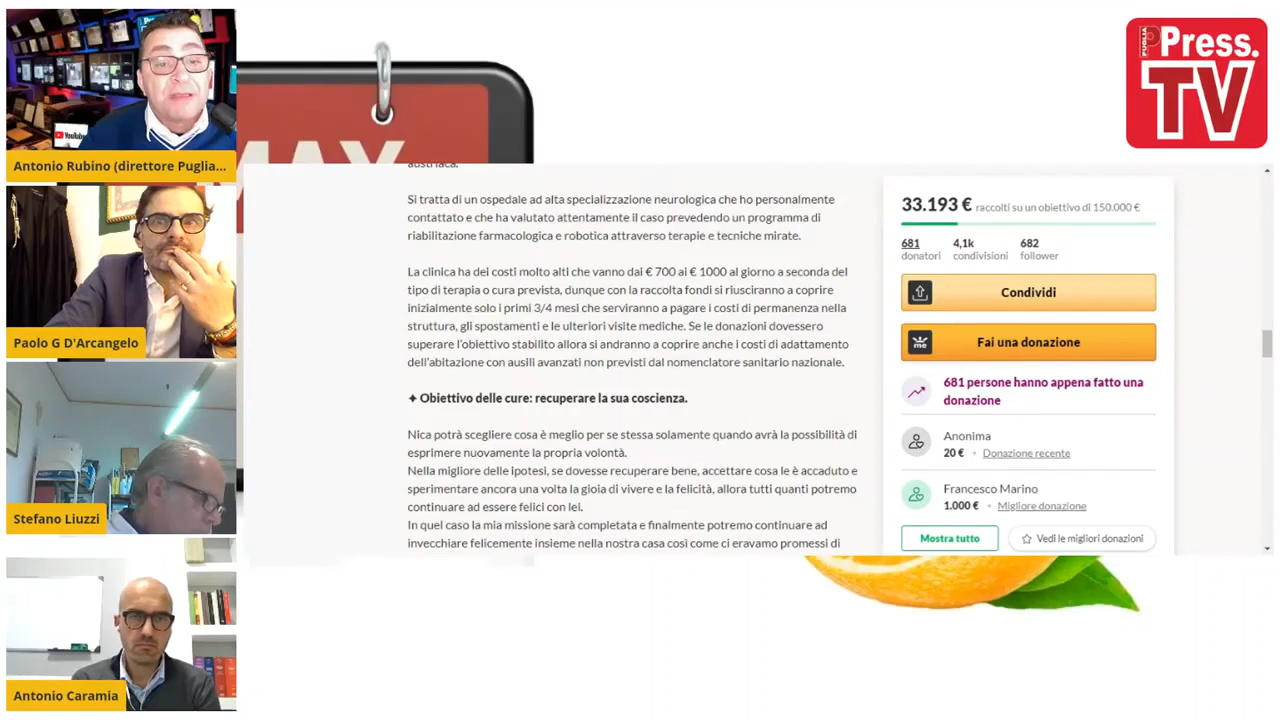 PUGLIA
Press.
TV
YouTube
Antonio Rubino (direttore Puglia...
Paolo G D'Arcangelo
Stefano Liuzzi
Antonio Caramia
MAX
austriaca.
Si tratta di un ospedale ad alta specializzazione neurologica che ho personalmente
contattato e che ha valutato attentamente il caso prevedendo un programma di
riabilitazione farmacologica e robotica attraverso terapie e tecniche mirate.
La clinica ha dei costi molto alti che vanno dai € 700 ai € 1000 al giorno a seconda del
tipo di terapia o cura prevista, dunque con la raccolta fondi si riusciranno a coprire
inizialmente solo i primi 3/4 mesi che serviranno a pagare i costi di permanenza nella
struttura, gli spostamenti e le ulteriori visite mediche. Se le donazioni dovessero
superare l'obiettivo stabilito allora si andranno a coprire anche i costi di adattamento
dell'abitazione con ausili avanzati non previsti dal nomenclatore sanitario nazionale.
✦ Obiettivo delle cure: recuperare la sua coscienza.
Nica potrà scegliere cosa è meglio per se stessa solamente quando avrà la possibilità di
esprimere nuovamente la propria volontà.
Nella migliore delle ipotesi, se dovesse recuperare bene, accettare cosa le è accaduto e
sperimentare ancora una volta la gioia di vivere e la felicità, allora tutti quanti potremo
continuare ad essere felici con lei.
In quel caso la mia missione sarà completata e finalmente potremo continuare ad
invecchiare felicemente insieme nella nostra casa così come ci eravamo promessi di
33.193 € raccolti su un obiettivo di 150.000 €
681 4,1k 682
donatori condivisioni follower
Condividi
me Fai una donazione
681 persone hanno appena fatto una
donazione
Anonima
20 € • Donazione recente
Francesco Marino
1.000 € • Migliore donazione
Mostra tutto
Vedi le migliori donazioni